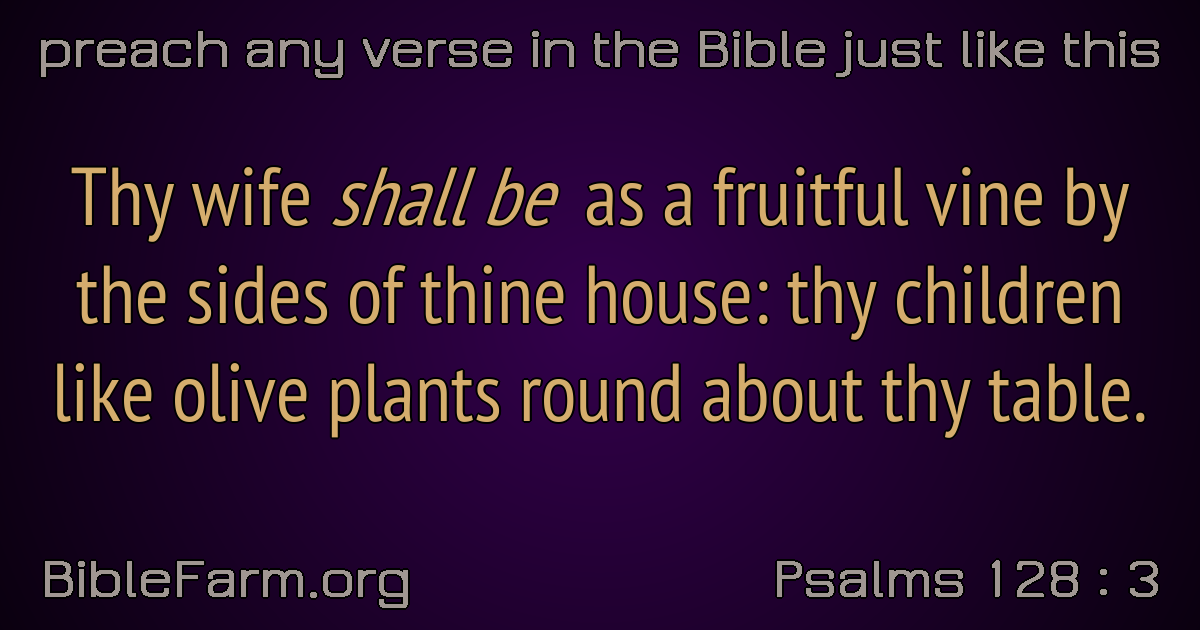 preach any verse in the Bible just like this
Thy wife shall be as a fruitful vine by
the sides of thine house: thy children
like olive plants round about thy table.
BibleFarm.org
Psalms 128 : 3